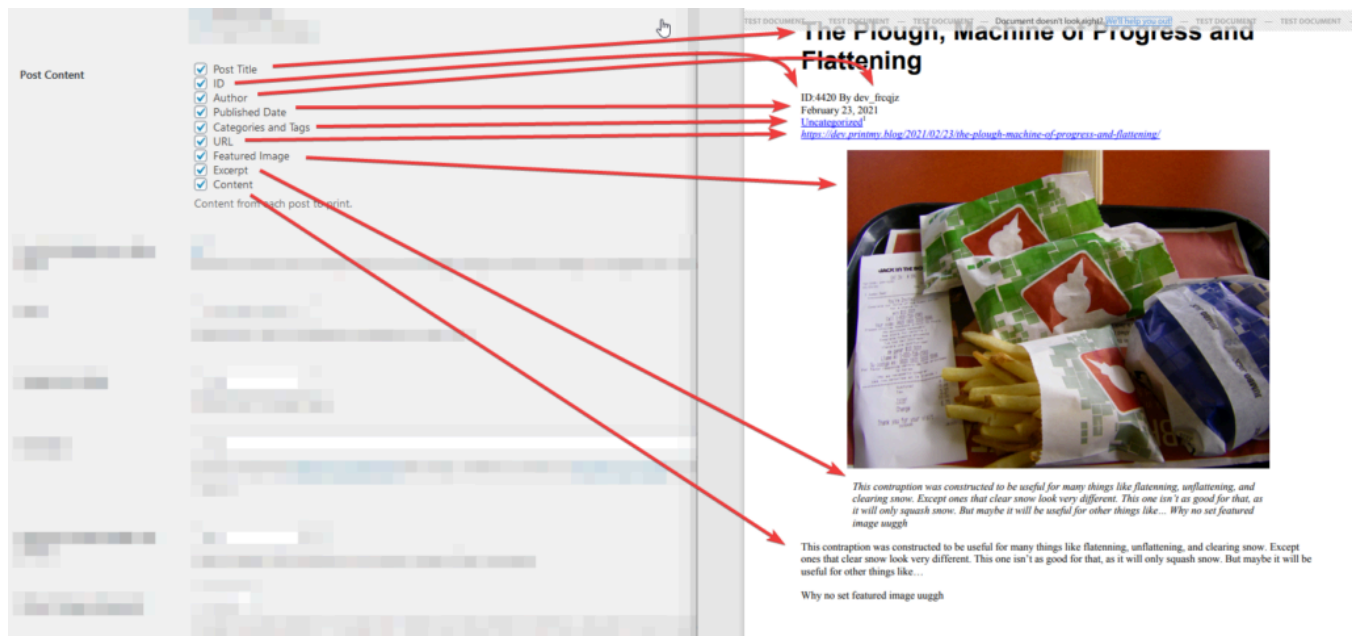 Post Content
Post Title
ID
Author
Published Date
Categories and Tags
URL
Featured Image
Excerpt
Content
Content from each post to print.
TEST DOCUMENT — TEST DOCUMENT — TEST DOCUMENT — Document doesn't look right? We'll help you out! — TEST DOCUMENT — TEST DOCUMENT
The Plough, Machine of Progress and
Flattening
ID:4420 By dev_frcqjz
February 23, 2021
Uncategorized1
https://dev.printmy.blog/2021/02/23/the-plough-machine-of-progress-and-flattening/
JACK IN THE
Thank you for your
This contraption was constructed to be useful for many things like flatenning, unflattening, and
clearing snow. Except ones that clear snow look very different. This one isn't as good for that, as
it will only squash snow. But maybe it will be useful for other things like… Why no set featured
image uuggh
This contraption was constructed to be useful for many things like flatenning, unflattening, and clearing snow. Except
ones that clear snow look very different. This one isn't as good for that, as it will only squash snow. But maybe it will be
useful for other things like…
Why no set featured image uuggh